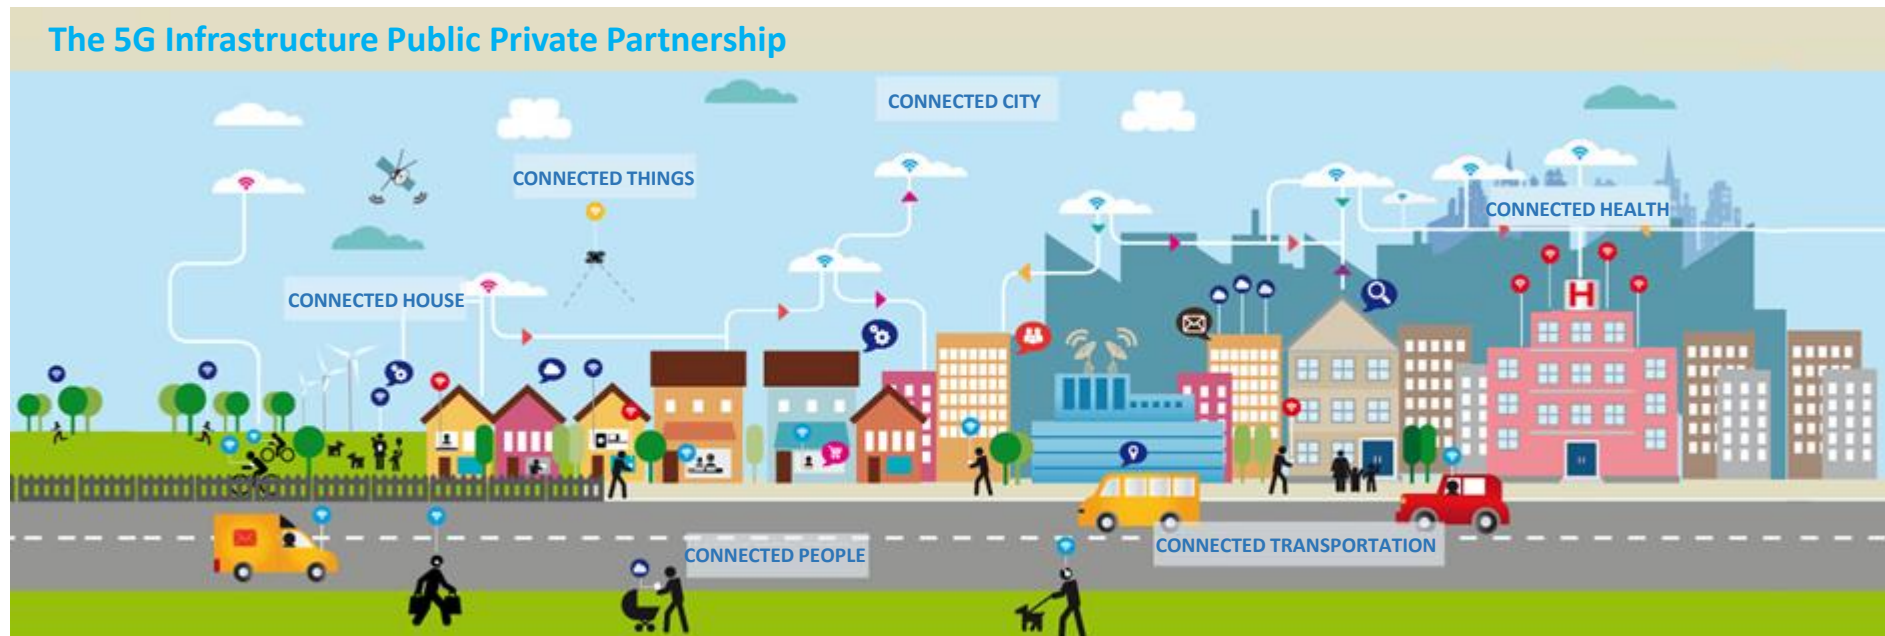 The 5G Infrastructure Public Private Partnership
CONNECTED CITY
CONNECTED THINGS
CONNECTED HEALTH
CONNECTED HOUSE
H
CONNECTED TRANSPORTATION
CONNECTED PEOPLE